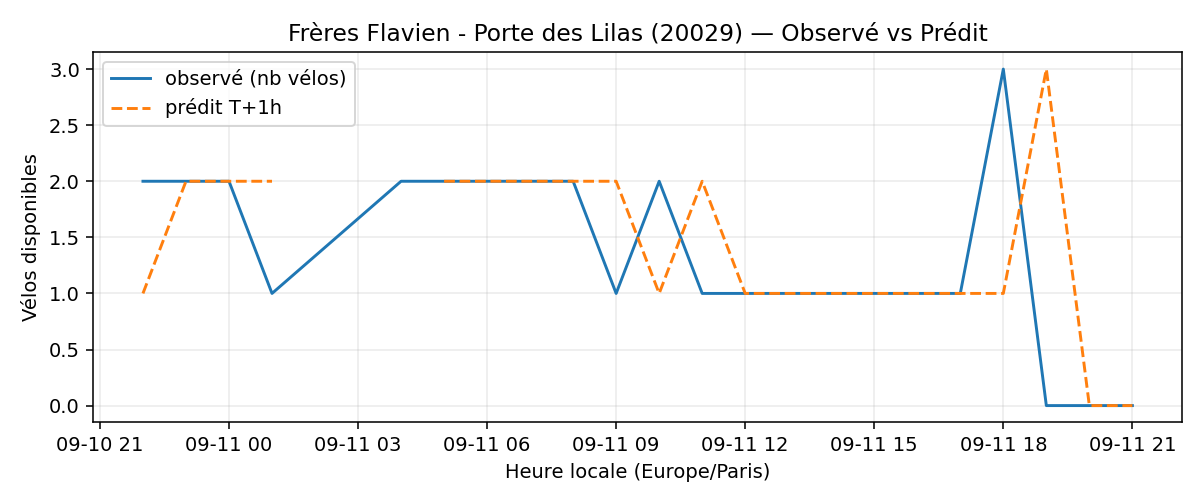 Frères Flavien - Porte des Lilas (20029) — Observé vs Prédit
observé (nb vélos)
prédit T+1h
Vélos disponibles
3.0
2.5
2.0
1.5
1.0
0.5
0.0
09-10 21 09-11 00 09-11 03 09-11 06 09-11 09 09-11 12 09-11 15 09-11 18 09-11 21
Heure locale (Europe/Paris)